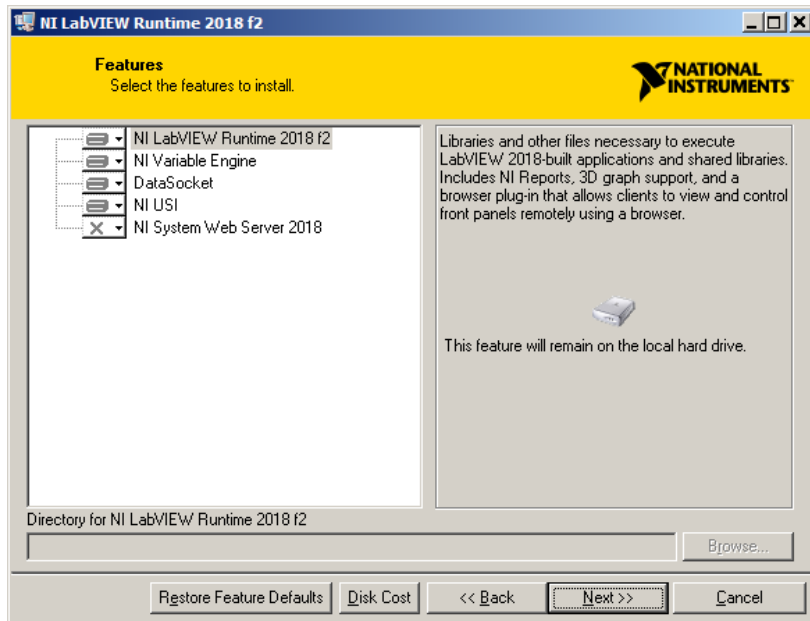 NI LabVIEW Runtime 2018 f2
Features
Select the features to install.
NATIONAL
INSTRUMENTS
NI LabVIEW Runtime 2018 f2
NI Variable Engine
DataSocket
NI USI
NI System Web Server 2018
Libraries and other files necessary to execute
LabVIEW 2018-built applications and shared libraries.
Includes NI Reports, 3D graph support, and a
browser plug-in that allows clients to view and control
front panels remotely using a browser.
This feature will remain on the local hard drive.
Directory for NI LabVIEW Runtime 2018 f2
Browse...
Restore Feature Defaults
Disk Cost
<< Back
Next >>
Cancel